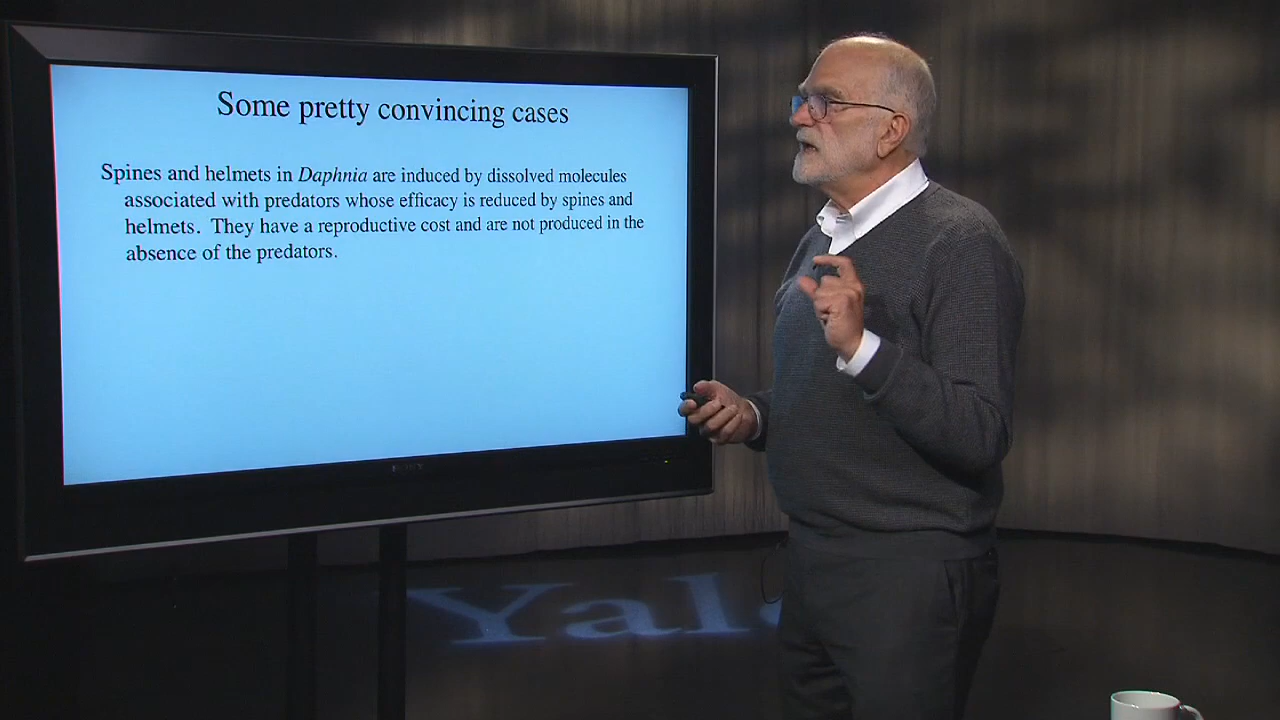 Some pretty convincing cases
Spines and helmets in Daphnia are induced by dissolved molecules
associated with predators whose efficacy is reduced by spines and
helmets. They have a reproductive cost and are not produced in the
absence of the predators.
SONY
Yale